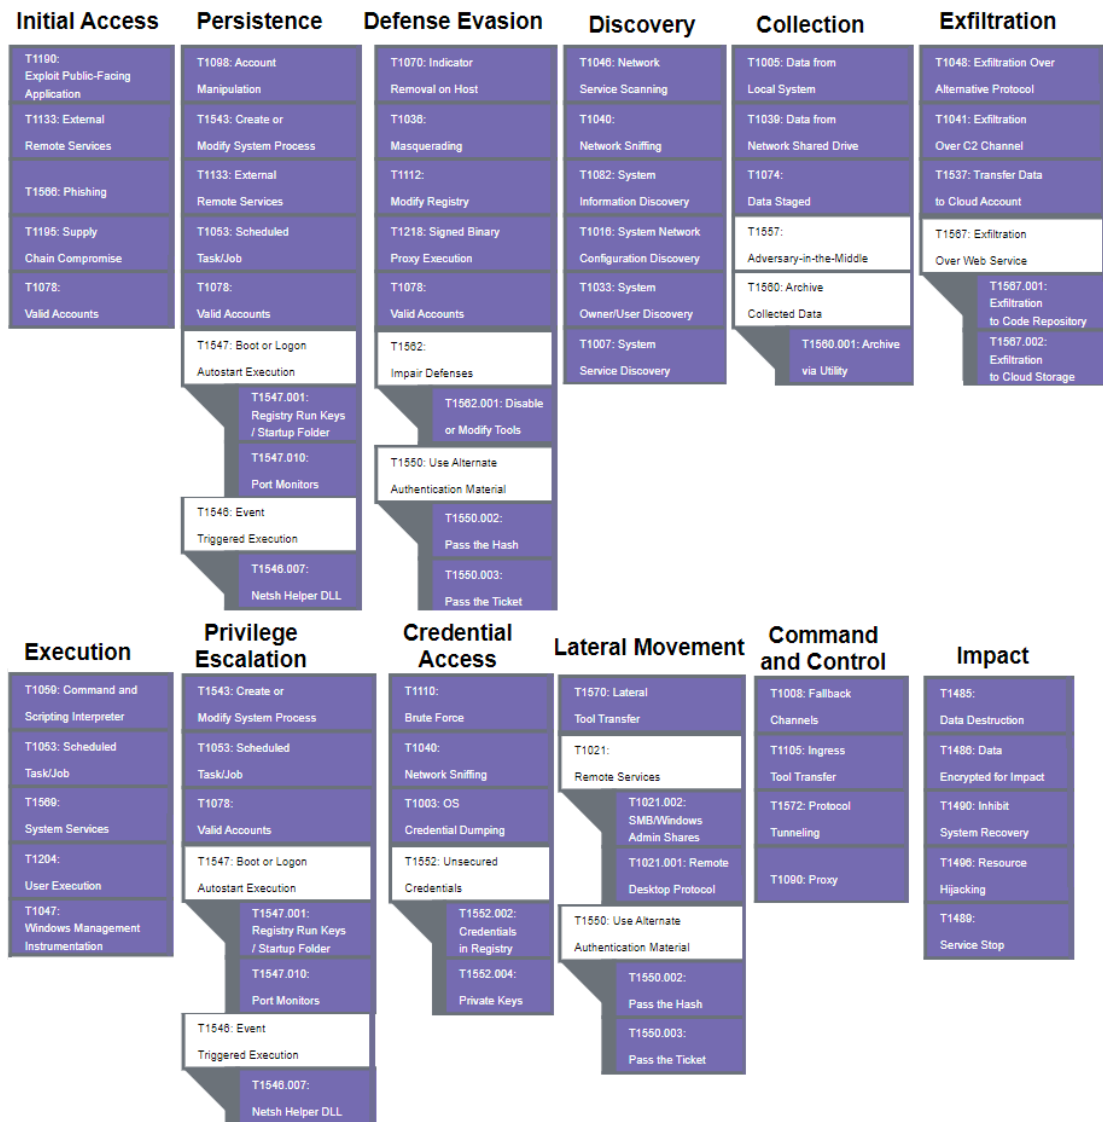 Initial Access
T1190:
Exploit Public-Facing
Application
T1133: External
Remote Services
T1566: Phishing
T1195: Supply
Chain Compromise
T1078:
Valid Accounts
Persistence
T1098: Account
Manipulation
T1543: Create or
Modify System Process
T1133: External
Remote Services
T1053: Scheduled
Task/Job
T1078:
Valid Accounts
T1547: Boot or Logon
Autostart Execution
T1547.001:
Registry Run Keys
/ Startup Folder
T1547.010:
Port Monitors
T1546: Event
Triggered Execution
T1546.007:
Netsh Helper DLL
Defense Evasion
T1070: Indicator
Removal on Host
T1036:
Masquerading
T1112:
Modify Registry
T1218: Signed Binary
Proxy Execution
T1078:
Valid Accounts
T1562:
Impair Defenses
T1562.001: Disable
or Modify Tools
T1550: Use Alternate
Authentication Material
T1550.002:
Pass the Hash
T1550.003:
Pass the Ticket
Discovery
T1046: Network
Service Scanning
T1040:
Network Sniffing
T1082: System
Information Discovery
T1016: System Network
Configuration Discovery
T1033: System
Owner/User Discovery
T1007: System
Service Discovery
Collection
T1005: Data from
Local System
T1039: Data from
Network Shared Drive
T1074:
Data Staged
T1557:
Adversary-in-the-Middle
T1560: Archive
Collected Data
T1560.001: Archive
via Utility
Exfiltration
T1048: Exfiltration Over
Alternative Protocol
T1041: Exfiltration
Over C2 Channel
T1537: Transfer Data
to Cloud Account
T1567: Exfiltration
Over Web Service
T1567.001:
Exfiltration
to Code Repository
T1567.002:
Exfiltration
to Cloud Storage
Execution
T1059: Command and
Scripting Interpreter
T1053: Scheduled
Task/Job
T1569:
System Services
T1204:
User Execution
T1047:
Windows Management
Instrumentation
Privilege
Escalation
T1543: Create or
Modify System Process
T1053: Scheduled
Task/Job
T1078:
Valid Accounts
T1547: Boot or Logon
Autostart Execution
T1547.001:
Registry Run Keys
/ Startup Folder
T1547.010:
Port Monitors
T1546: Event
Triggered Execution
T1546.007:
Netsh Helper DLL
Credential
Access
T1110:
Brute Force
T1040:
Network Sniffing
T1003: OS
Credential Dumping
T1552: Unsecured
Credentials
T1552.002:
Credentials
in Registry
T1552.004:
Private Keys
Lateral Movement
T1570: Lateral
Tool Transfer
T1021:
Remote Services
T1021.002:
SMB/Windows
Admin Shares
T1021.001: Remote
Desktop Protocol
T1550: Use Alternate
Authentication Material
T1550.002:
Pass the Hash
T1550.003:
Pass the Ticket
Command
and Control
T1008: Fallback
Channels
T1105: Ingress
Tool Transfer
T1572: Protocol
Tunneling
T1090: Proxy
Impact
T1485:
Data Destruction
T1486: Data
Encrypted for Impact
T1490: Inhibit
System Recovery
T1496: Resource
Hijacking
T1489:
Service Stop